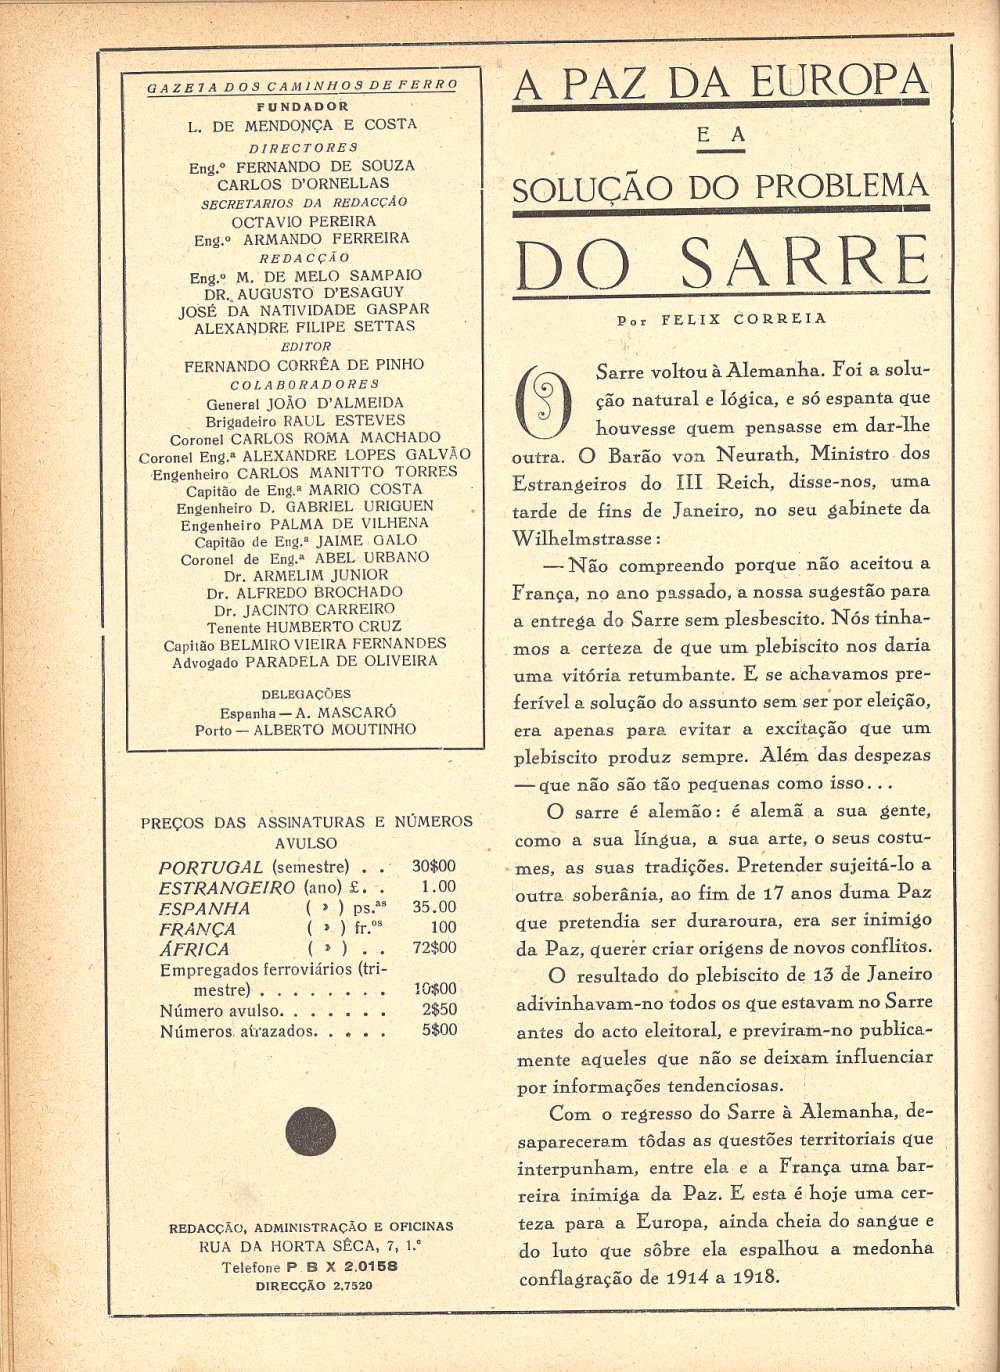 GAZETA DOS CAMINHOS DE FERRO
FUNDADOR
L. DE MENDONÇA E COSTA
DIRECTORES
Eng.º FERNANDO DE SOUZA
CARLOS D'ORNELLAS
SECRETARIOS DA REDACÇÃO
OCTAVIO PEREIRA
Eng.º ARMANDO FERREIRA
REDACÇÃO
Eng.º M. DE MELO SAMPAIO
DR. AUGUSTO D'ESAGUY
JOSÉ DA NATIVIDADE GASPAR
ALEXANDRE FILIPE SETTAS
EDITOR
FERNANDO CORRÊA DE PINHO
COLABORADORES
General JOÃO D'ALMEIDA
Brigadeiro RAUL ESTEVES
Coronel CARLOS ROMA MACHADO
Coronel Eng.ª ALEXANDRE LOPES GALVÃO
Engenheiro CARLOS MANITTO TORRES
Capitão de Eng.ª MARIO COSTA
Engenheiro D. GABRIEL URIGUEN
Engenheiro PALMA DE VILHENA
Capitão de Eng.ª JAIME GALO
Coronel de Eng.ª ABEL URBANO
Dr. ARMELIM JUNIOR
Dr. ALFREDO BROCHADO
Dr. JACINTO CARREIRO
Tenente HUMBERTO CRUZ
Capitão BELMIRO VIEIRA FERNANDES
Advogado PARADELA DE OLIVEIRA
DELEGAÇÕES
Espanha — A. MASCARÓ
Porto — ALBERTO MOUTINHO
PREÇOS DAS ASSINATURAS E NÚMEROS
AVULSO
PORTUGAL (semestre) . . 30$00
ESTRANGEIRO (ano) £. . 1.00
ESPANHA ( » ) ps.as 35.00
FRANÇA ( » ) fr.os 100
ÁFRICA ( » ) . . 72$00
Empregados ferroviários (tri-
mestre) . . . . . . . . 10$00
Número avulso. . . . . . . 2$50
Números atrazados. . . . . 5$00
REDACÇÃO, ADMINISTRAÇÃO E OFICINAS
RUA DA HORTA SÊCA, 7, 1.º
Telefone P B X 2.0158
DIRECÇÃO 2.7520
A PAZ DA EUROPA
E A
SOLUÇÃO DO PROBLEMA
DO SARRE
Por FELIX CORREIA
O Sarre voltou à Alemanha. Foi a solu-
ção natural e lógica, e só espanta que
houvesse quem pensasse em dar-lhe
outra. O Barão von Neurath, Ministro dos
Estrangeiros do III Reich, disse-nos, uma
tarde de fins de Janeiro, no seu gabinete da
Wilhelmstrasse:
— Não compreendo porque não aceitou a
França, no ano passado, a nossa sugestão para
a entrega do Sarre sem plesbescito. Nós tinha-
mos a certeza de que um plebiscito nos daria
uma vitória retumbante. E se achavamos pre-
ferível a solução do assunto sem ser por eleição,
era apenas para evitar a excitação que um
plebiscito produz sempre. Além das despezas
— que não são tão pequenas como isso...
O sarre é alemão: é alemã a sua gente,
como a sua língua, a sua arte, o seus costu-
mes, as suas tradições. Pretender sujeitá-lo a
outra soberânia, ao fim de 17 anos duma Paz
que pretendia ser duraroura, era ser inimigo
da Paz, querer criar origens de novos conflitos.
O resultado do plebiscito de 13 de Janeiro
adivinhavam-no todos os que estavam no Sarre
antes do acto eleitoral, e previram-no publica-
mente aqueles que não se deixam influenciar
por informações tendenciosas.
Com o regresso do Sarre à Alemanha, de-
sapareceram tôdas as questões territoriais que
interpunham, entre ela e a França uma bar-
reira inimiga da Paz. E esta é hoje uma cer-
teza para a Europa, ainda cheia do sangue e
do luto que sôbre ela espalhou a medonha
conflagração de 1914 a 1918.